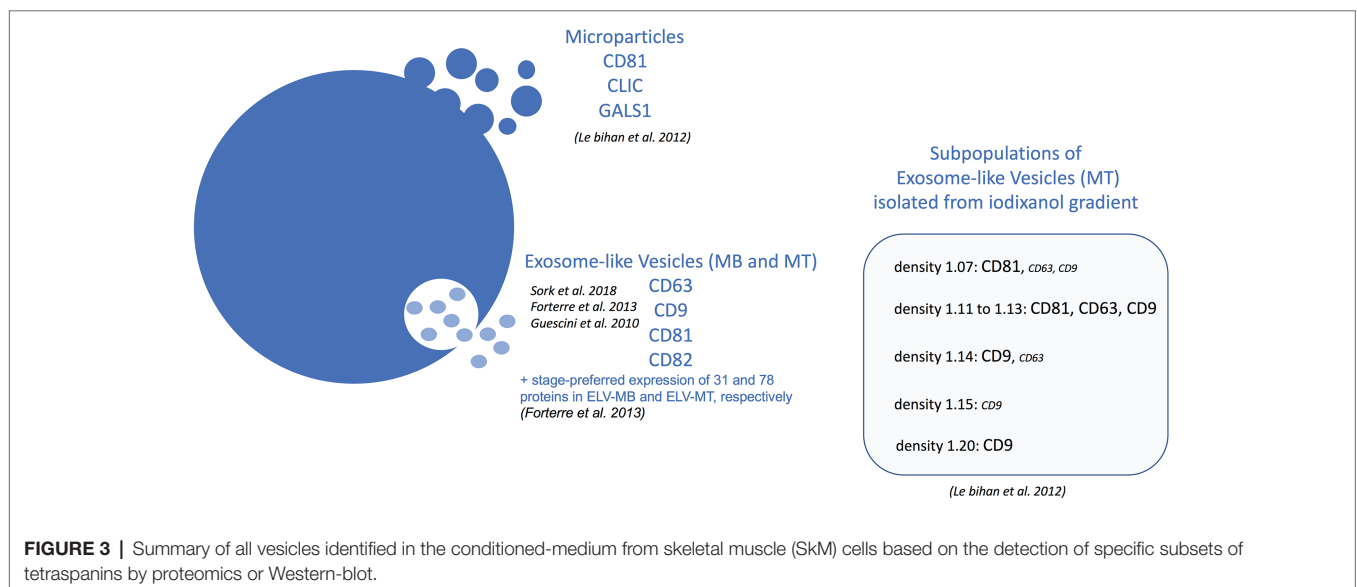 Microparticles
CD81
CLIC
GALS1
(Le bihan et al. 2012)
Exosome-like Vesicles (MB and MT)
Sork et al. 2018
Forterre et al. 2013
Guescini et al. 2010
CD63
CD9
CD81
CD82
+ stage-preferred expression of 31 and 78
proteins in ELV-MB and ELV-MT, respectively
(Forterre et al. 2013)
Subpopulations of
Exosome-like Vesicles (MT)
isolated from iodixanol gradient
density 1.07: CD81, CD63, CD9
density 1.11 to 1.13: CD81, CD63, CD9
density 1.14: CD9, CD63
density 1.15: CD9
density 1.20: CD9
(Le bihan et al. 2012)
FIGURE 3 | Summary of all vesicles identified in the conditioned-medium from skeletal muscle (SkM) cells based on the detection of specific subsets of
tetraspanins by proteomics or Western-blot.